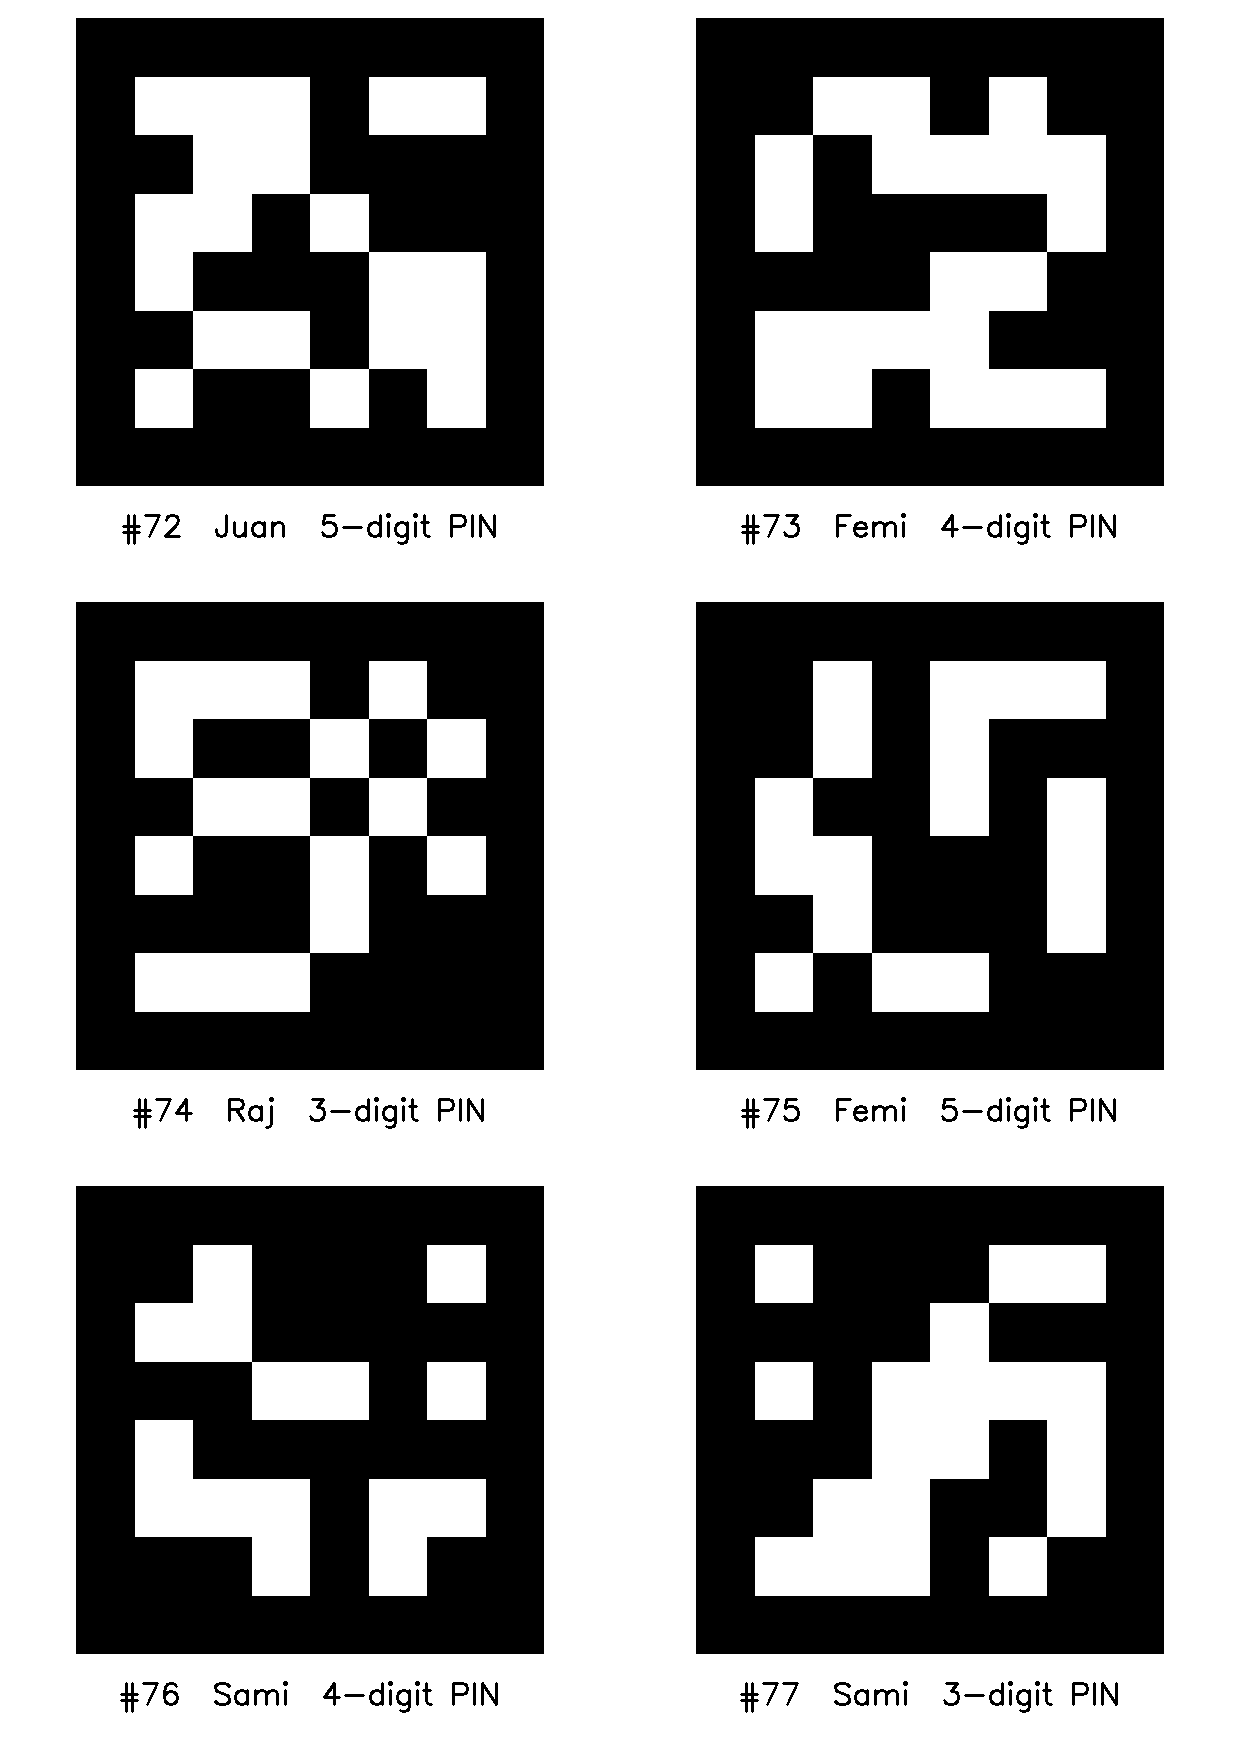 #72 Juan 5-digit PIN
#73 Femi 4-digit PIN
#74 Raj 3-digit PIN
#75 Femi 5-digit PIN
#76 Sami 4-digit PIN
#77 Sami 3-digit PIN